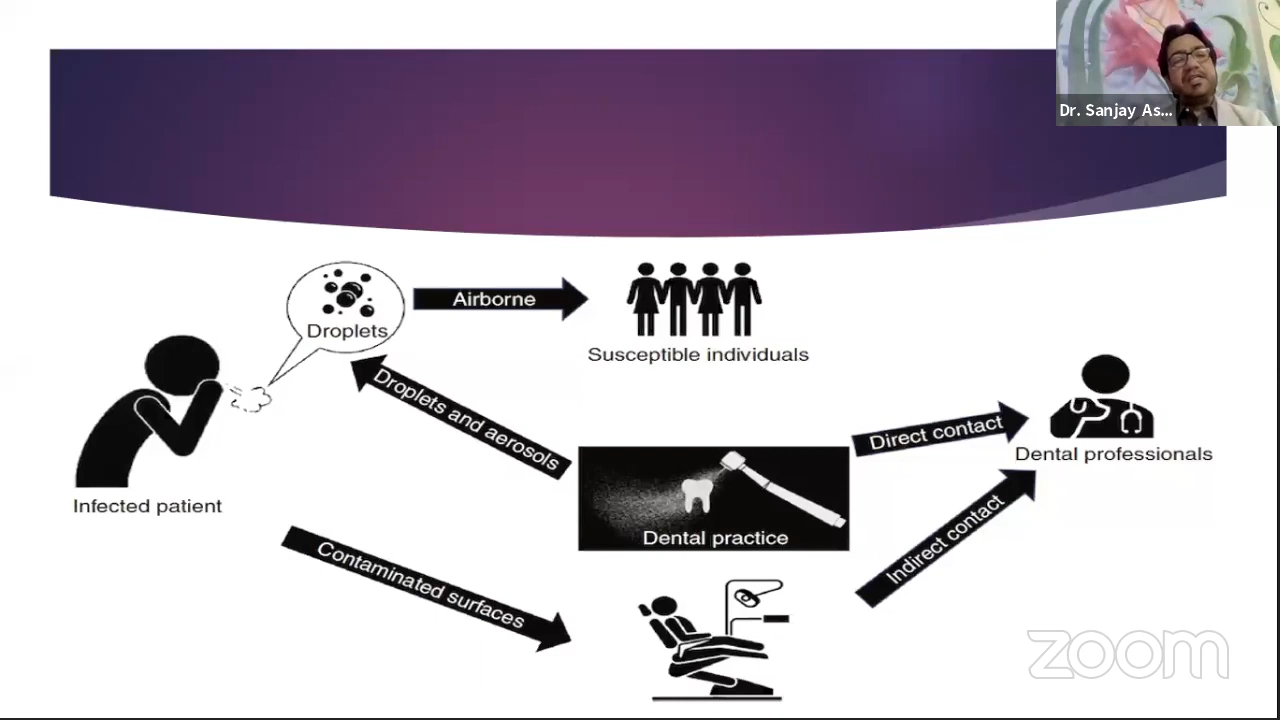 Dr. Sanjay As...
Droplets
Airborne
Susceptible individuals
Droplets and aerosols
Direct contact
Dental professionals
Infected patient
Dental practice
Indirect contact
Contaminated surfaces
zoom